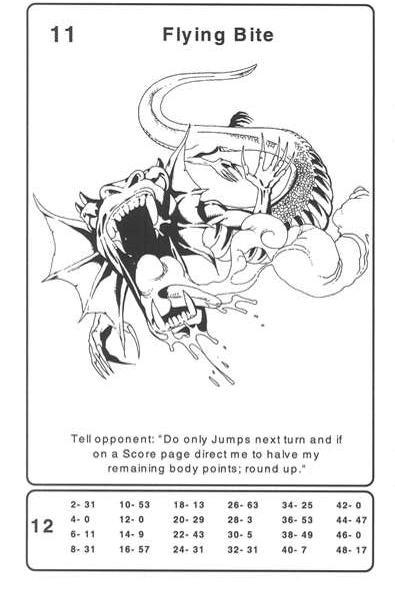 11 Flying Bite
Tell opponent: "Do only Jumps next turn and if
on a Score page direct me to halve my
remaining body points; round up."
12
2- 31 10- 53 18- 13 26- 63 34- 25 42- 0
4- 0 12- 0 20- 29 28- 3 36- 53 44- 47
6- 11 14- 9 22- 43 30- 5 38- 49 46- 0
8- 31 16- 57 24- 31 32- 31 40- 7 48- 17